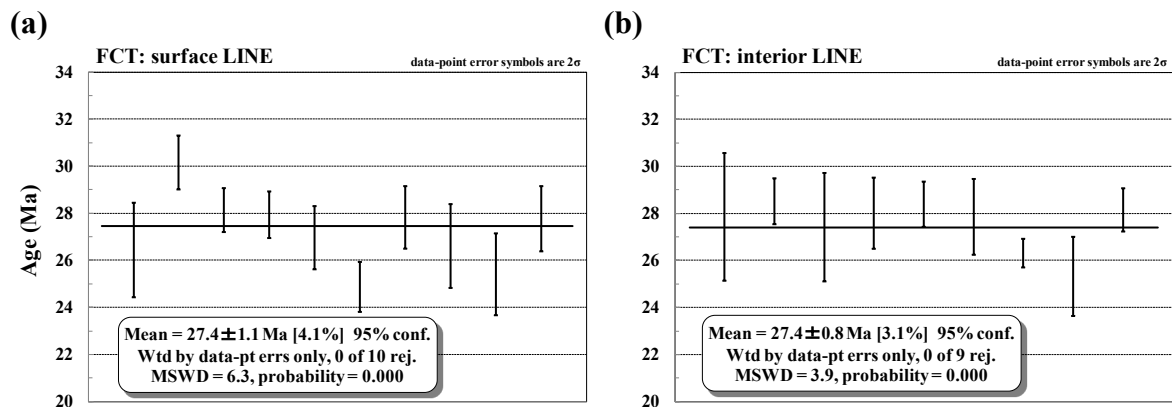 (a)
FCT: surface LINE
data-point error symbols are 2σ
Age (Ma)
34
32
30
28
26
24
22
20
Mean = 27.4±1.1 Ma [4.1%] 95% conf.
Wtd by data-pt errs only, 0 of 10 rej.
MSWD = 6.3, probability = 0.000
(b)
FCT: interior LINE
data-point error symbols are 2σ
34
32
30
28
26
24
22
20
Mean = 27.4±0.8 Ma [3.1%] 95% conf.
Wtd by data-pt errs only, 0 of 9 rej.
MSWD = 3.9, probability = 0.000